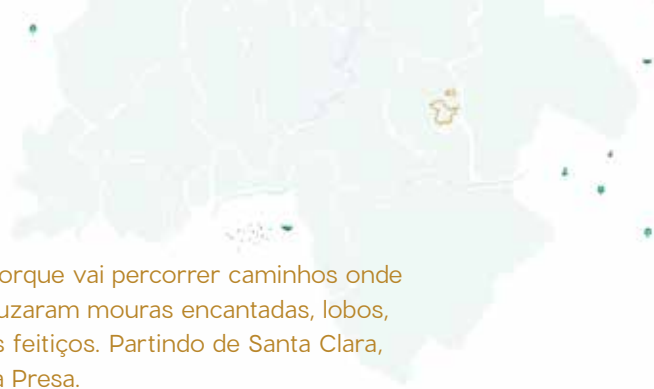 orque vai percorrer caminhos onde
uzaram mouras encantadas, lobos,
s feitiços. Partindo de Santa Clara,
a Presa.